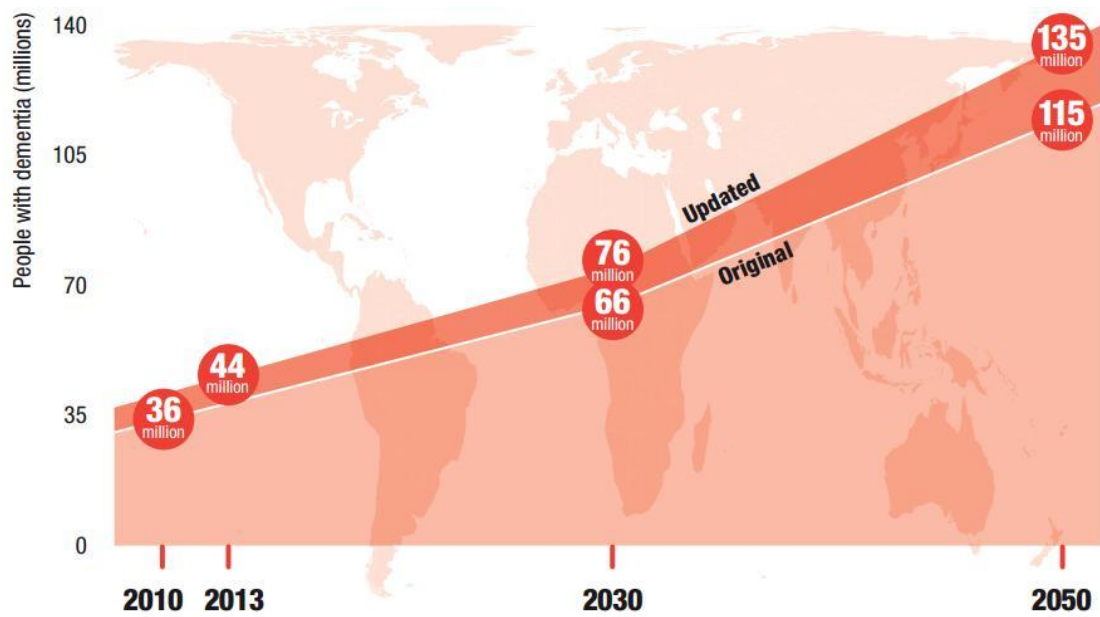 People with dementia (millions)
140
105
70
35
0
135
million
115
million
Updated
Original
76
million
66
million
44
million
36
million
2010
2013
2030
2050